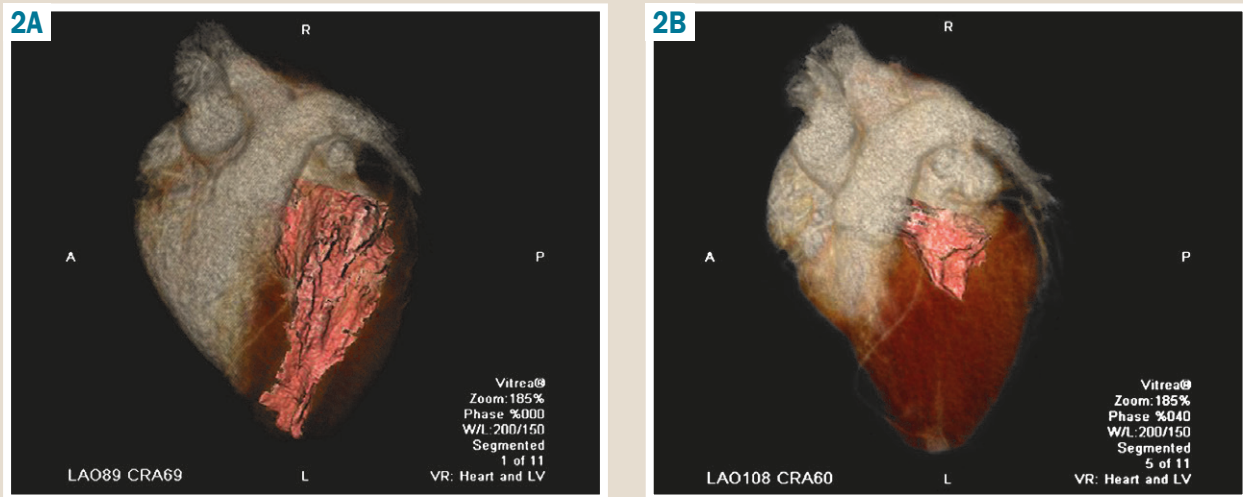 2A
R
A
P
Vitrea®
Zoom:185%
Phase %000
W/L:200/150
Segmented
1 of 11
LAO89 CRA69
L
VR: Heart and LV
2B
R
A
P
Vitrea®
Zoom:185%
Phase %040
W/L:200/150
Segmented
5 of 11
LAO108 CRA60
L
VR: Heart and LV